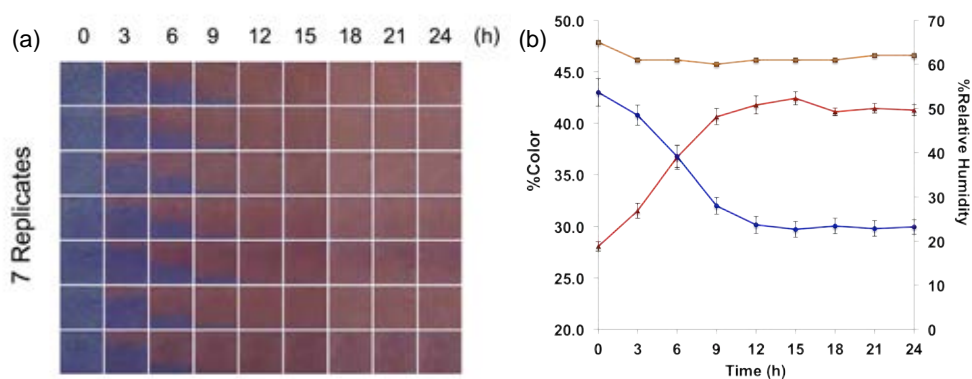 (a) 0 3 6 9 12 15 18 21 24 (h)
7 Replicates
(b)
50.0
45.0
40.0
35.0
30.0
25.0
20.0
%Color
70
60
50
40
30
20
10
0
%Relative Humidity
0 3 6 9 12 15 18 21 24
Time (h)